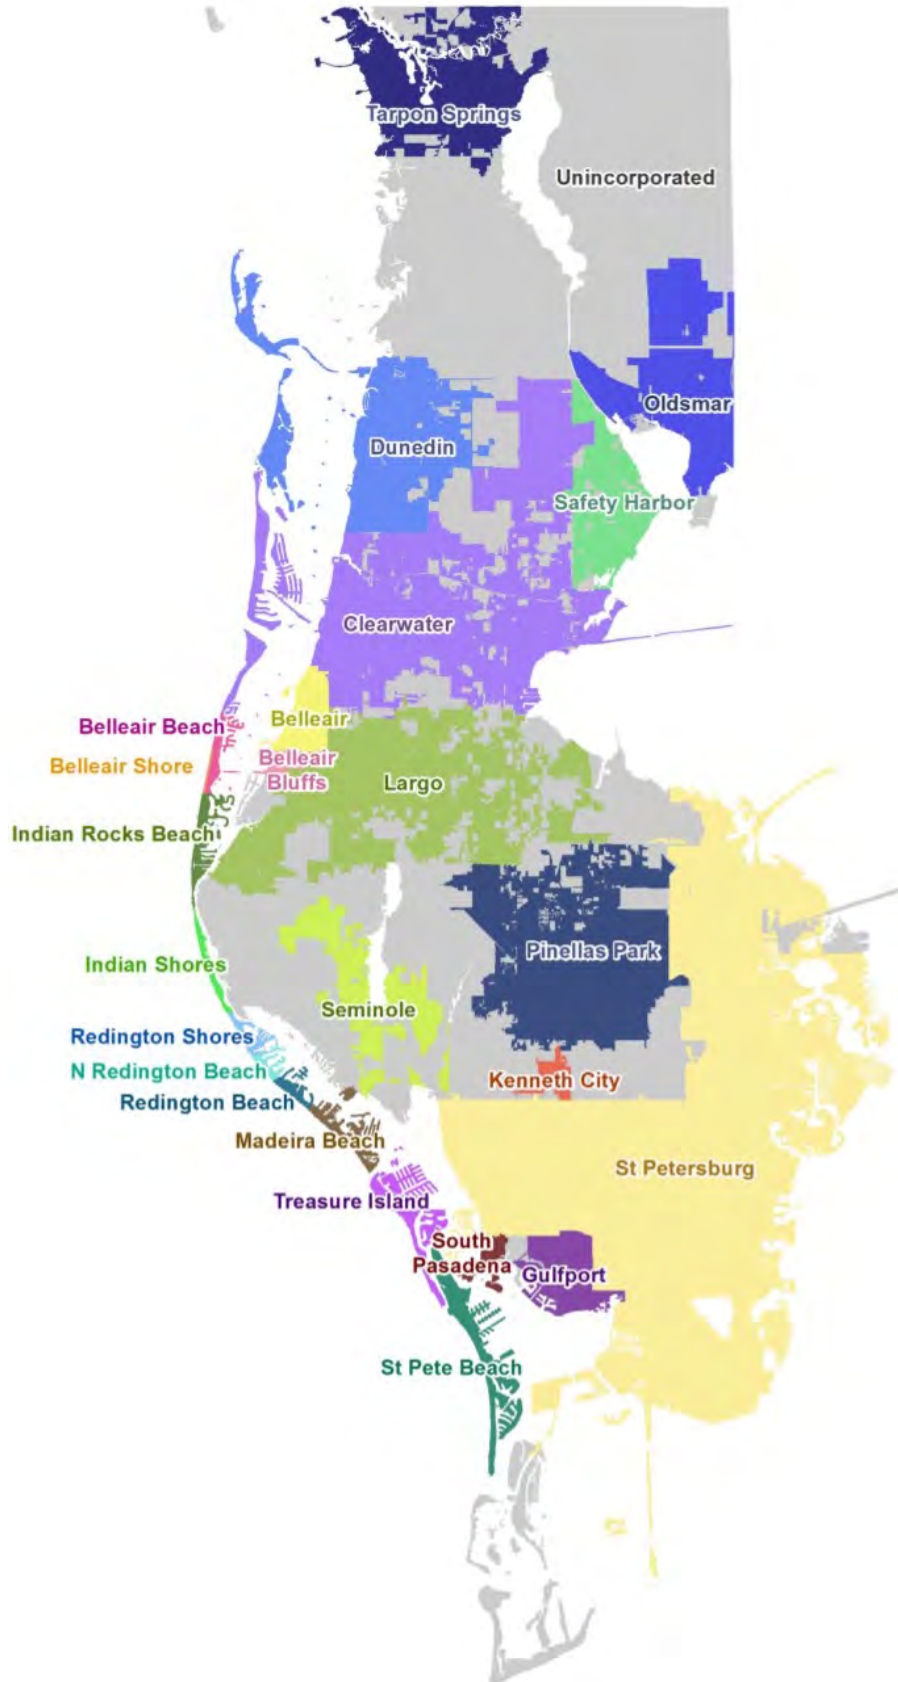 Tarpon Springs
Unincorporated
Oldsmar
Dunedin
Safety Harbor
Clearwater
Belleair Beach
Belleair
Belleair Shore
Belleair
Bluffs
Largo
Indian Rocks Beach
Pinellas Park
Indian Shores
Seminole
Redington Shores
N Redington Beach
Kenneth City
Redington Beach
Madeira Beach
St Petersburg
Treasure Island
South
Pasadena
Gulfport
St Pete Beach